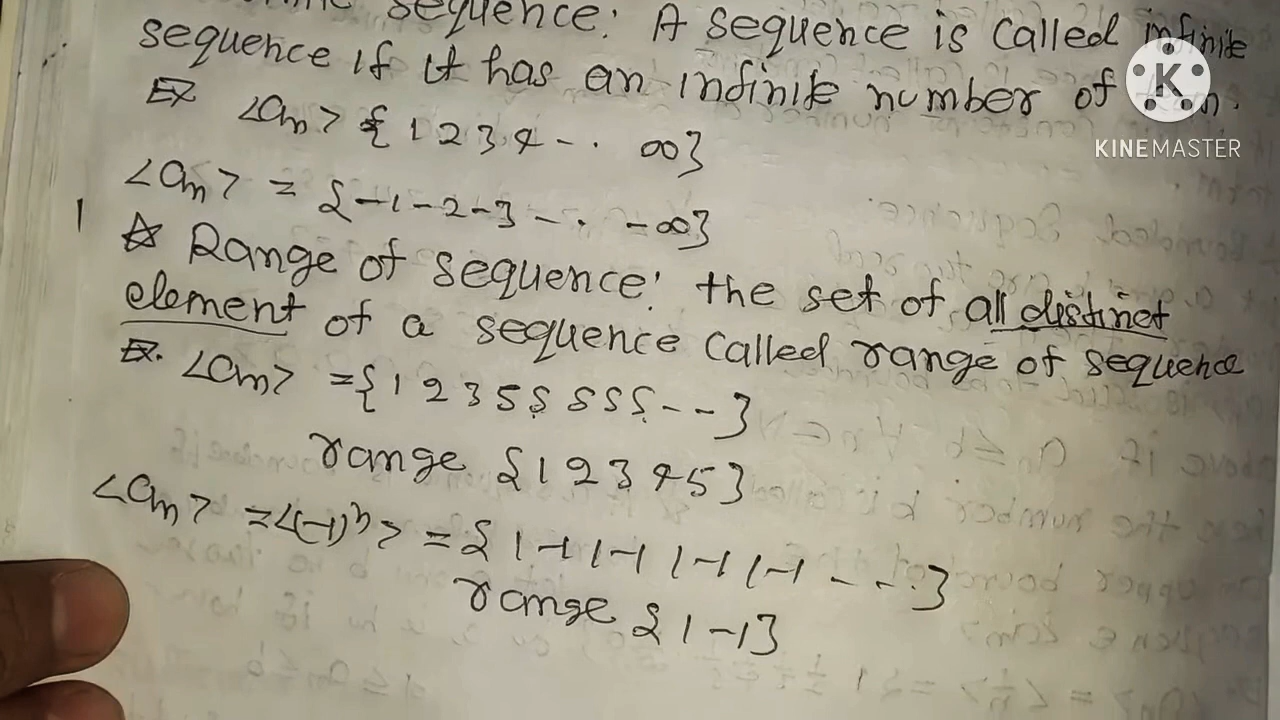 sequence: A sequence is called infinite
sequence if it has an infinite number of
Ex <an> {1 2 3 4 - . . ∞}
<an> = {-1 -2 -3 - . . -∞}
☆ Range of sequence: the set of all distinct
element of a sequence called range of sequence
Ex. <an> = {1 2 3 5 5 5 5 5 - - }
range {1 2 3 4 5}
<an> = <(-1)^n> = {1 -1 1 -1 1 -1 1 -1 - - . }
range {1 -1}
K
KINEMASTER